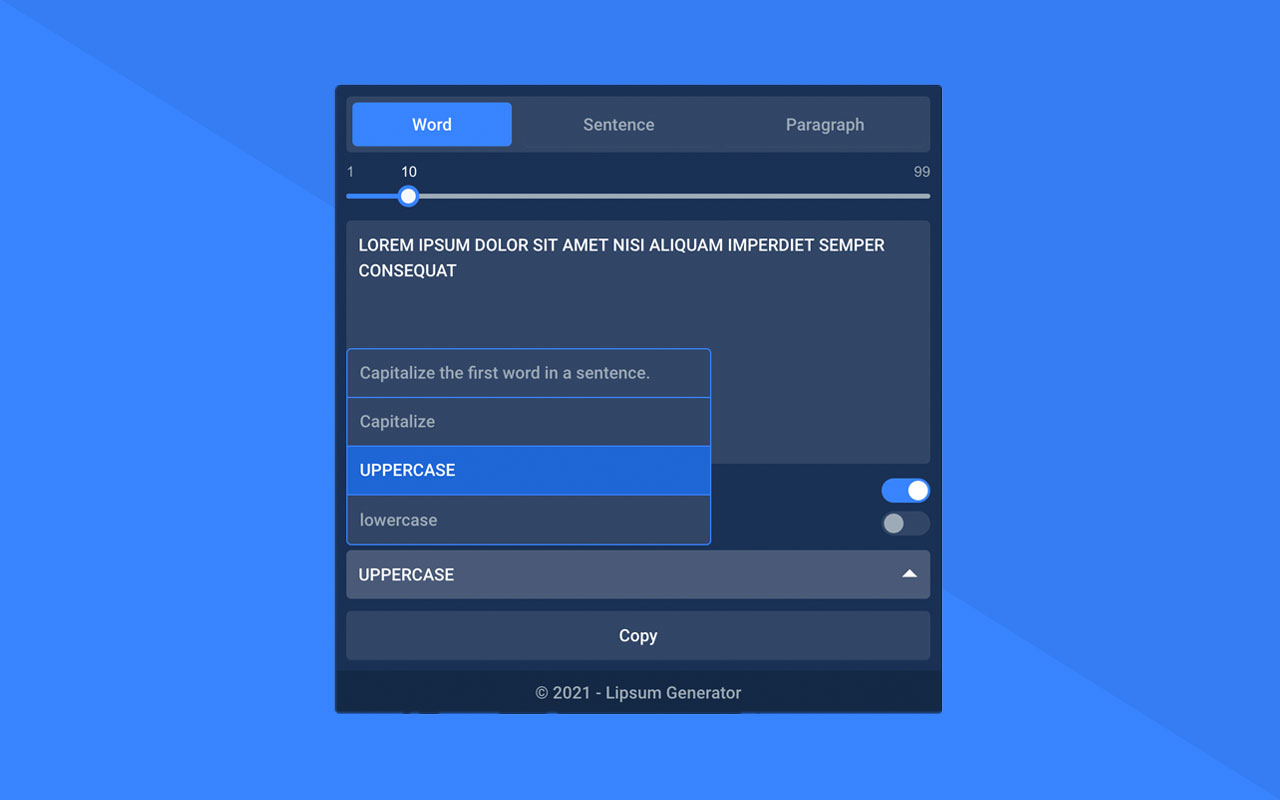 Word Sentence Paragraph
1 10 99
LOREM IPSUM DOLOR SIT AMET NISI ALIQUAM IMPERDIET SEMPER
CONSEQUAT
Capitalize the first word in a sentence.
Capitalize
UPPERCASE
lowercase
UPPERCASE
Copy
© 2021 - Lipsum Generator